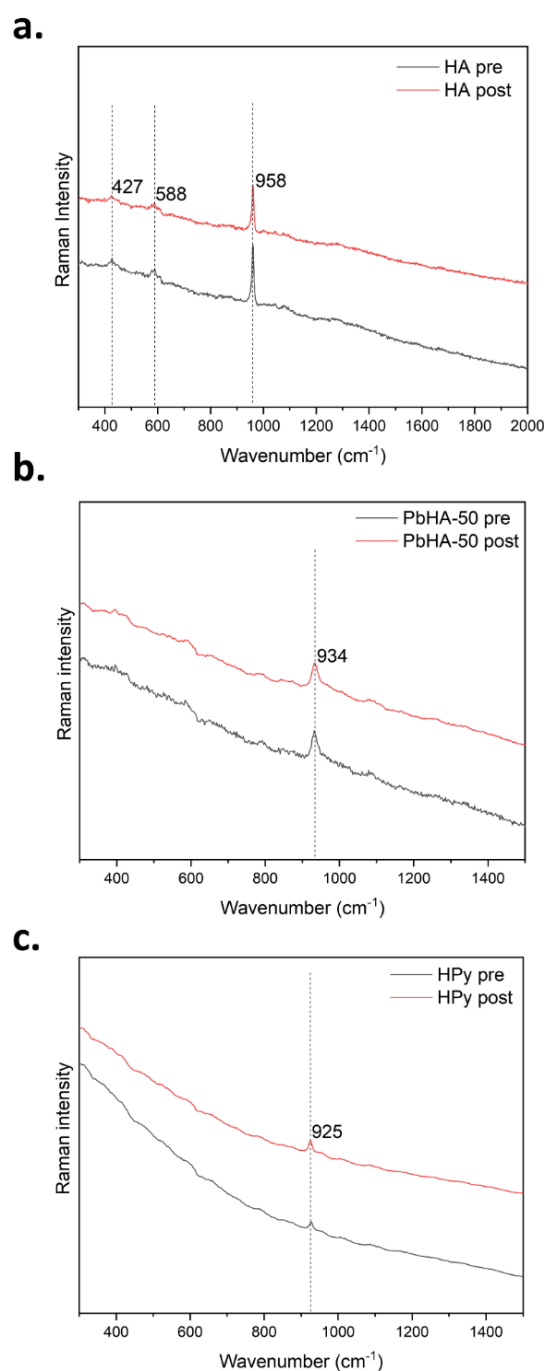 a.
HA pre
HA post
427
588
958
Raman Intensity
400 600 800 1000 1200 1400 1600 1800 2000
Wavenumber (cm⁻¹)
b.
PbHA-50 pre
PbHA-50 post
934
Raman intensity
400 600 800 1000 1200 1400
Wavenumber (cm⁻¹)
c.
HPy pre
HPy post
925
Raman intensity
400 600 800 1000 1200 1400
Wavenumber (cm⁻¹)